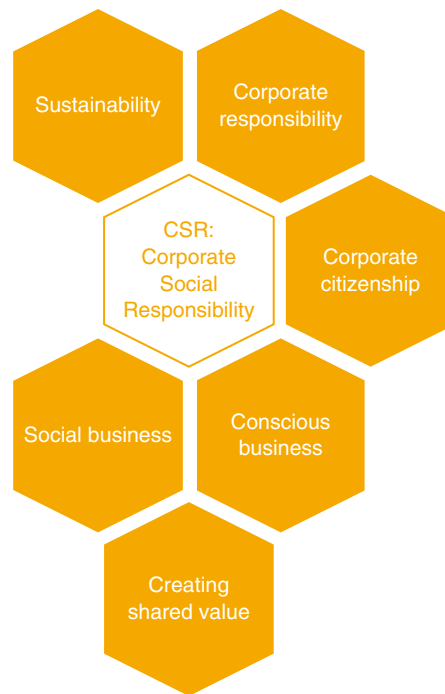 Sustainability
Corporate
responsibility
CSR:
Corporate
Social
Responsibility
Corporate
citizenship
Social business
Conscious
business
Creating
shared value